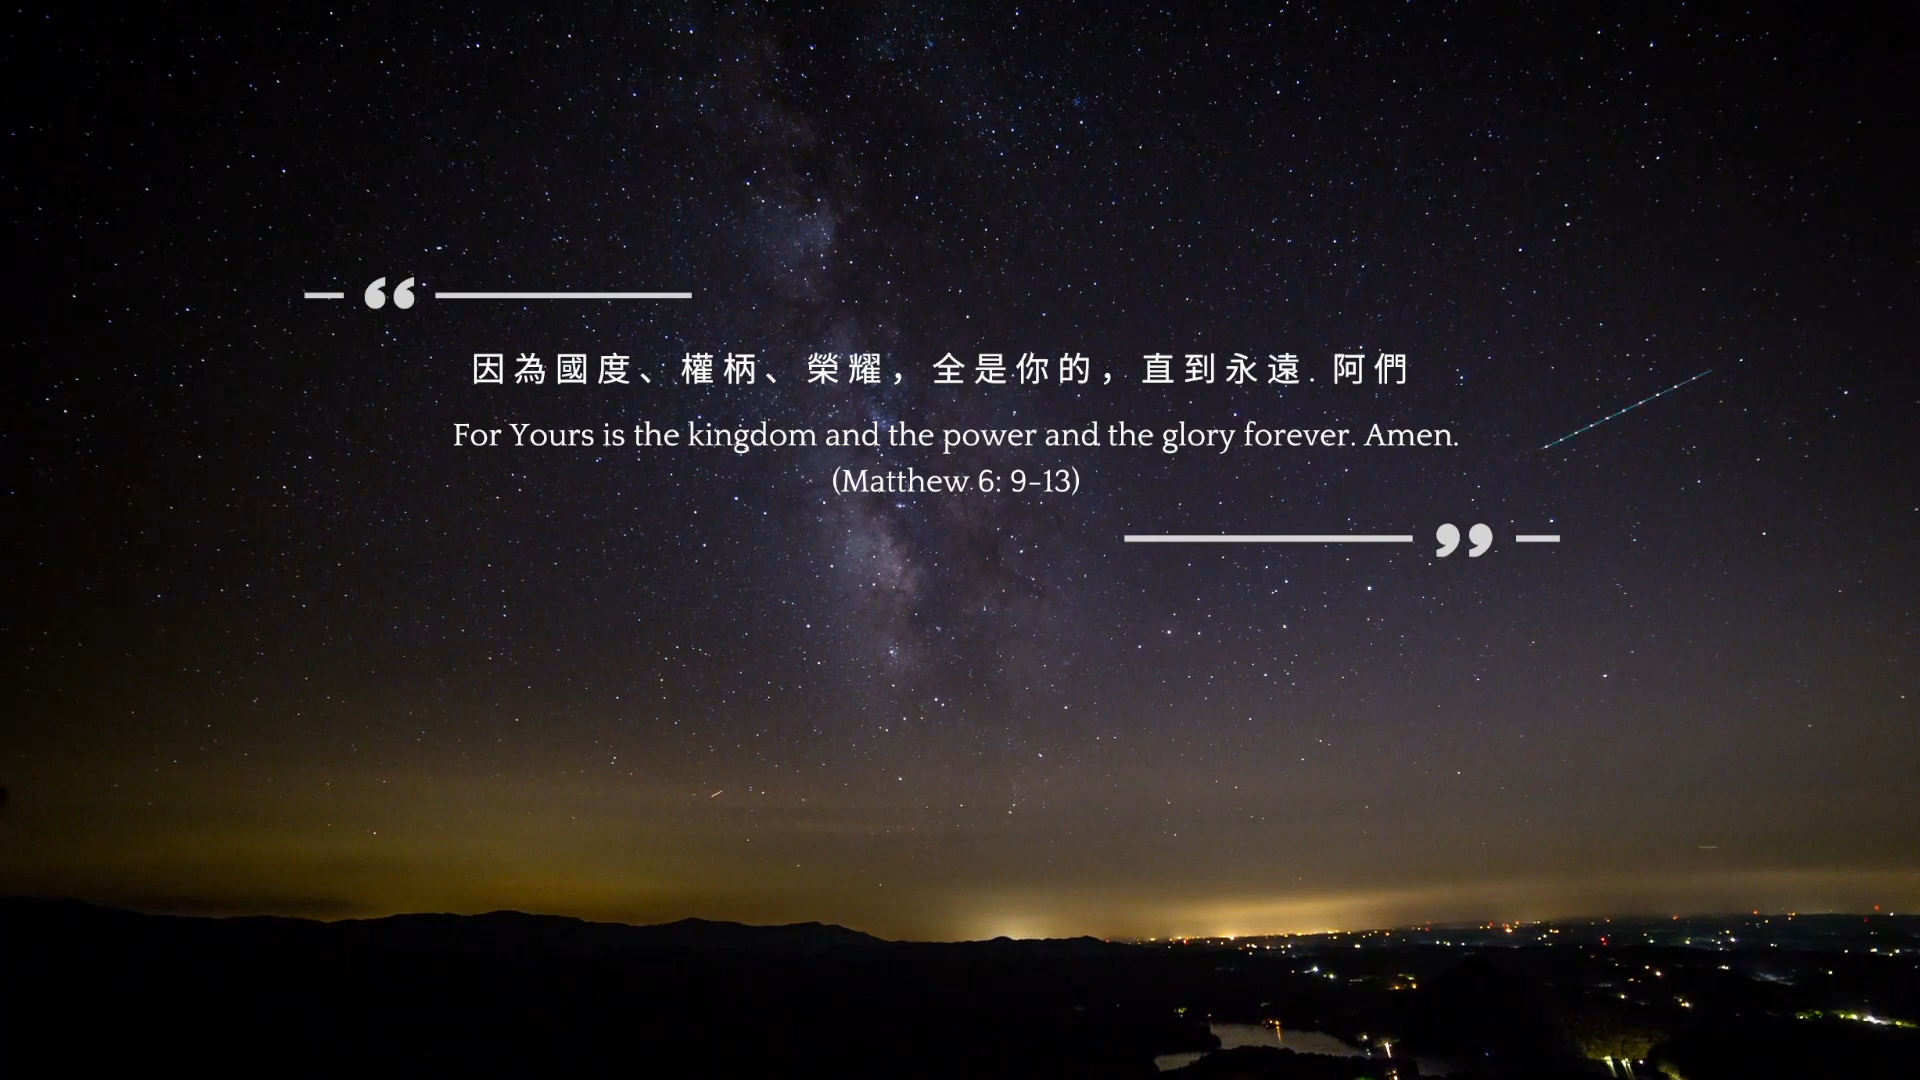 因為國度、權柄、榮耀，全是你的，直到永遠. 阿們
For Yours is the kingdom and the power and the glory forever. Amen.
(Matthew 6: 9-13)